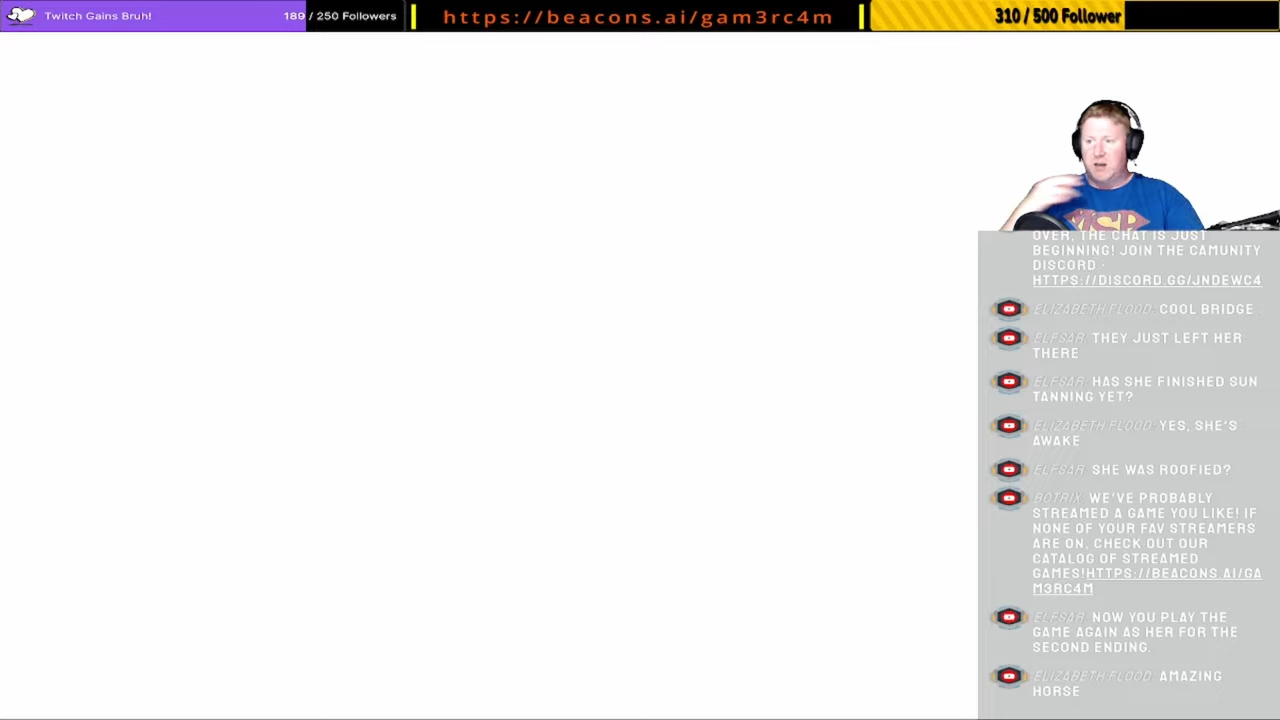 Twitch Gains Bruh!
189 / 250 Followers
https://beacons.ai/gam3rc4m
310 / 500 Follower
OVER, THE CHAT IS JUST
BEGINNING! JOIN THE CAMUNITY
DISCORD -
HTTPS://DISCORD.GG/JNDEWC4
ELIZABETH FLOOD: COOL BRIDGE
ELFSAR: THEY JUST LEFT HER
THERE
ELFSAR: HAS SHE FINISHED SUN
TANNING YET?
ELIZABETH FLOOD: YES, SHE'S
AWAKE
ELFSAR: SHE WAS ROOFIED?
BOTRIX: WE'VE PROBABLY
STREAMED A GAME YOU LIKE! IF
NONE OF YOUR FAV STREAMERS
ARE ON, CHECK OUT OUR
CATALOG OF STREAMED
GAMES!HTTPS://BEACONS.AI/GA
M3RC4M
ELFSAR: NOW YOU PLAY THE
GAME AGAIN AS HER FOR THE
SECOND ENDING.
ELIZABETH FLOOD: AMAZING
HORSE